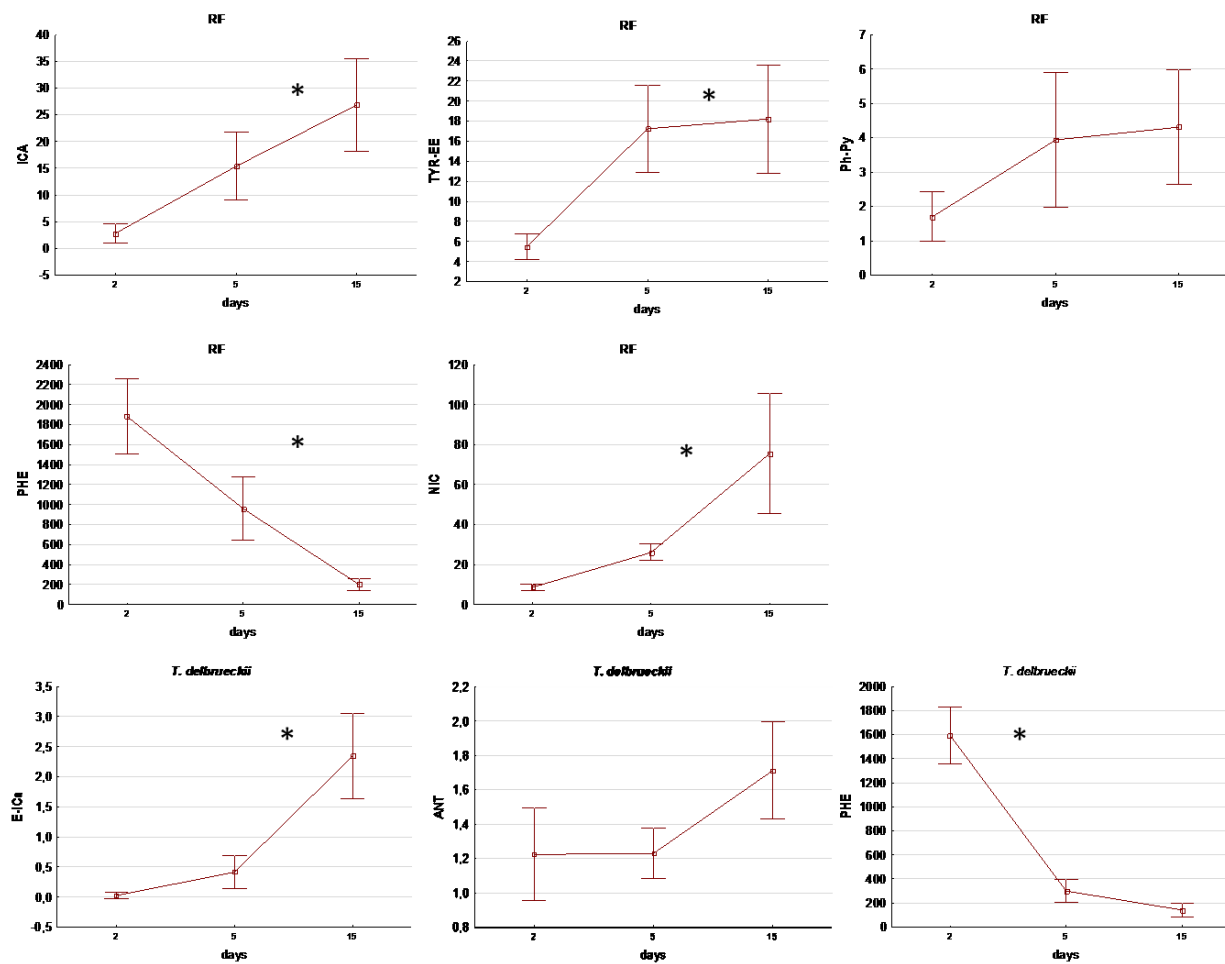 RF
ICA
40
35
30
25
20
15
10
5
0
-5
*
2 5 15
days
RF
TYR-EE
26
24
22
20
18
16
14
12
10
8
6
4
2
*
2 5 15
days
RF
Ph-Py
7
6
5
4
3
2
1
0
2 5 15
days
RF
PHE
2400
2200
2000
1800
1600
1400
1200
1000
800
600
400
200
0
*
2 5 15
days
RF
NIC
120
100
80
60
40
20
0
*
2 5 15
days
T. delbrueckii
E-ICa
3,5
3,0
2,5
2,0
1,5
1,0
0,5
0,0
-0,5
*
2 5 15
days
T. delbrueckii
ANT
2,2
2,0
1,8
1,6
1,4
1,2
1,0
0,8
2 5 15
days
T. delbrueckii
PHE
2000
1800
1600
1400
1200
1000
800
600
400
200
0
*
2 5 15
days